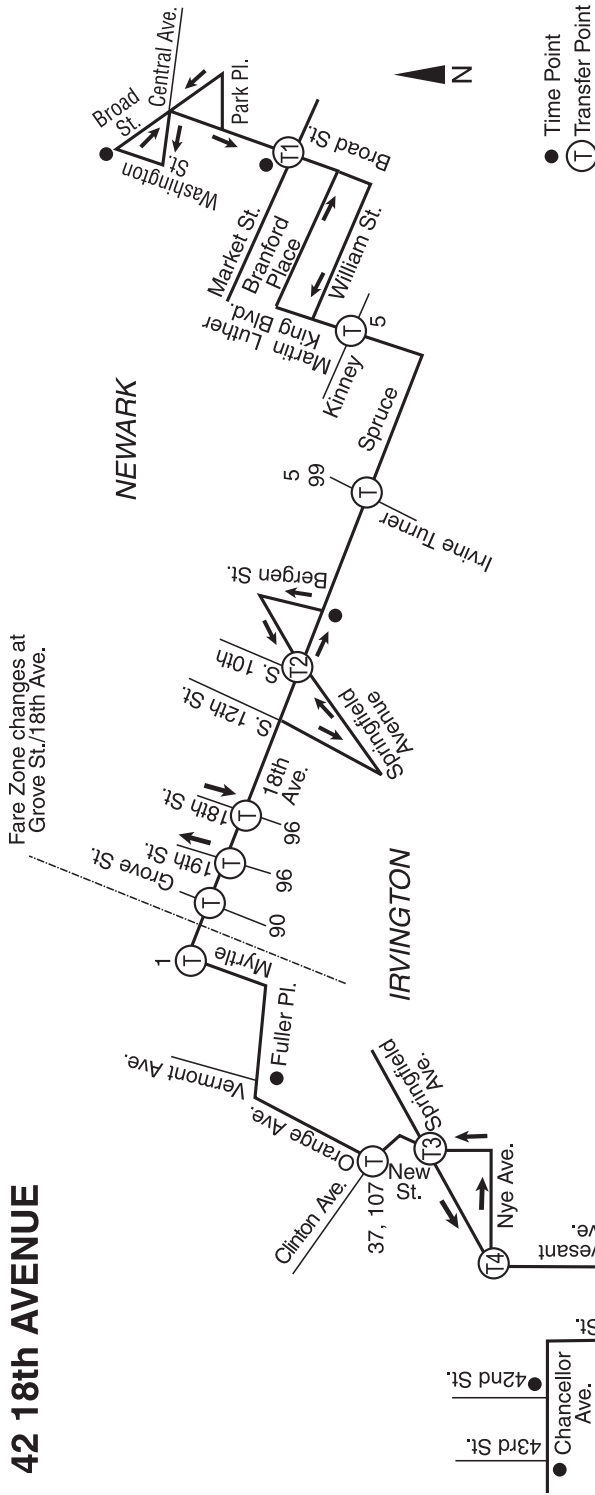 42 18th AVENUE
Fare Zone changes at
Grove St./18th Ave.
NEWARK
IRVINGTON
Broad
St.
Central Ave.
Washington
St.
Park Pl.
T1
Market St.
Broad St.
Branford
Place
William St.
Martin Luther
King Blvd.
T
Kinney
5
Spruce
T
5
99
Irvine Turner
Bergen St.
T2
S. 10th
S. 12th St.
Springfield
Avenue
18th
Ave.
18th St.
T
96
19th St.
T
96
Grove St.
T
90
T
1
Myrtle
Fuller Pl.
Vermont Ave.
Orange Ave.
Clinton Ave.
T
37, 107
New
St.
T3
Springfield
Ave.
Nye Ave.
T4
vesant
ve.
St.
42nd St.
43rd St.
Chancellor
Ave.
N
Time Point
T Transfer Point